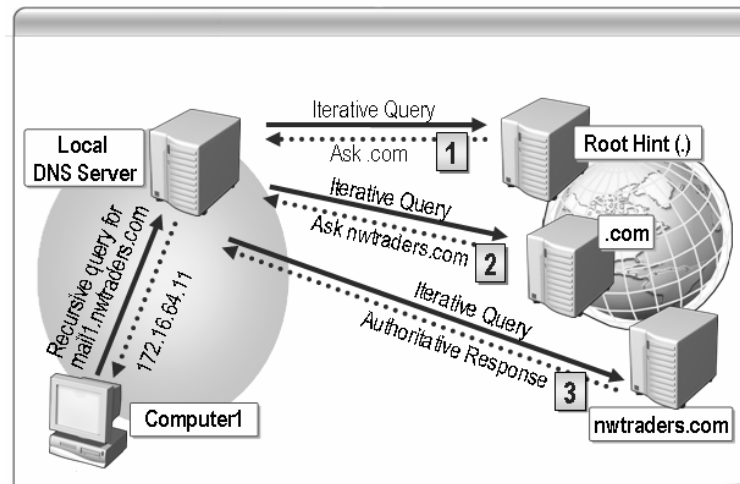 Iterative Query
Local
DNS Server
Ask .com
1
Root Hint (.)
Iterative Query
Ask nwtraders.com
2
.com
Recursive query for
mail1.nwtraders.com
172.16.64.11
Iterative Query
Authoritative Response
3
Computer1
nwtraders.com